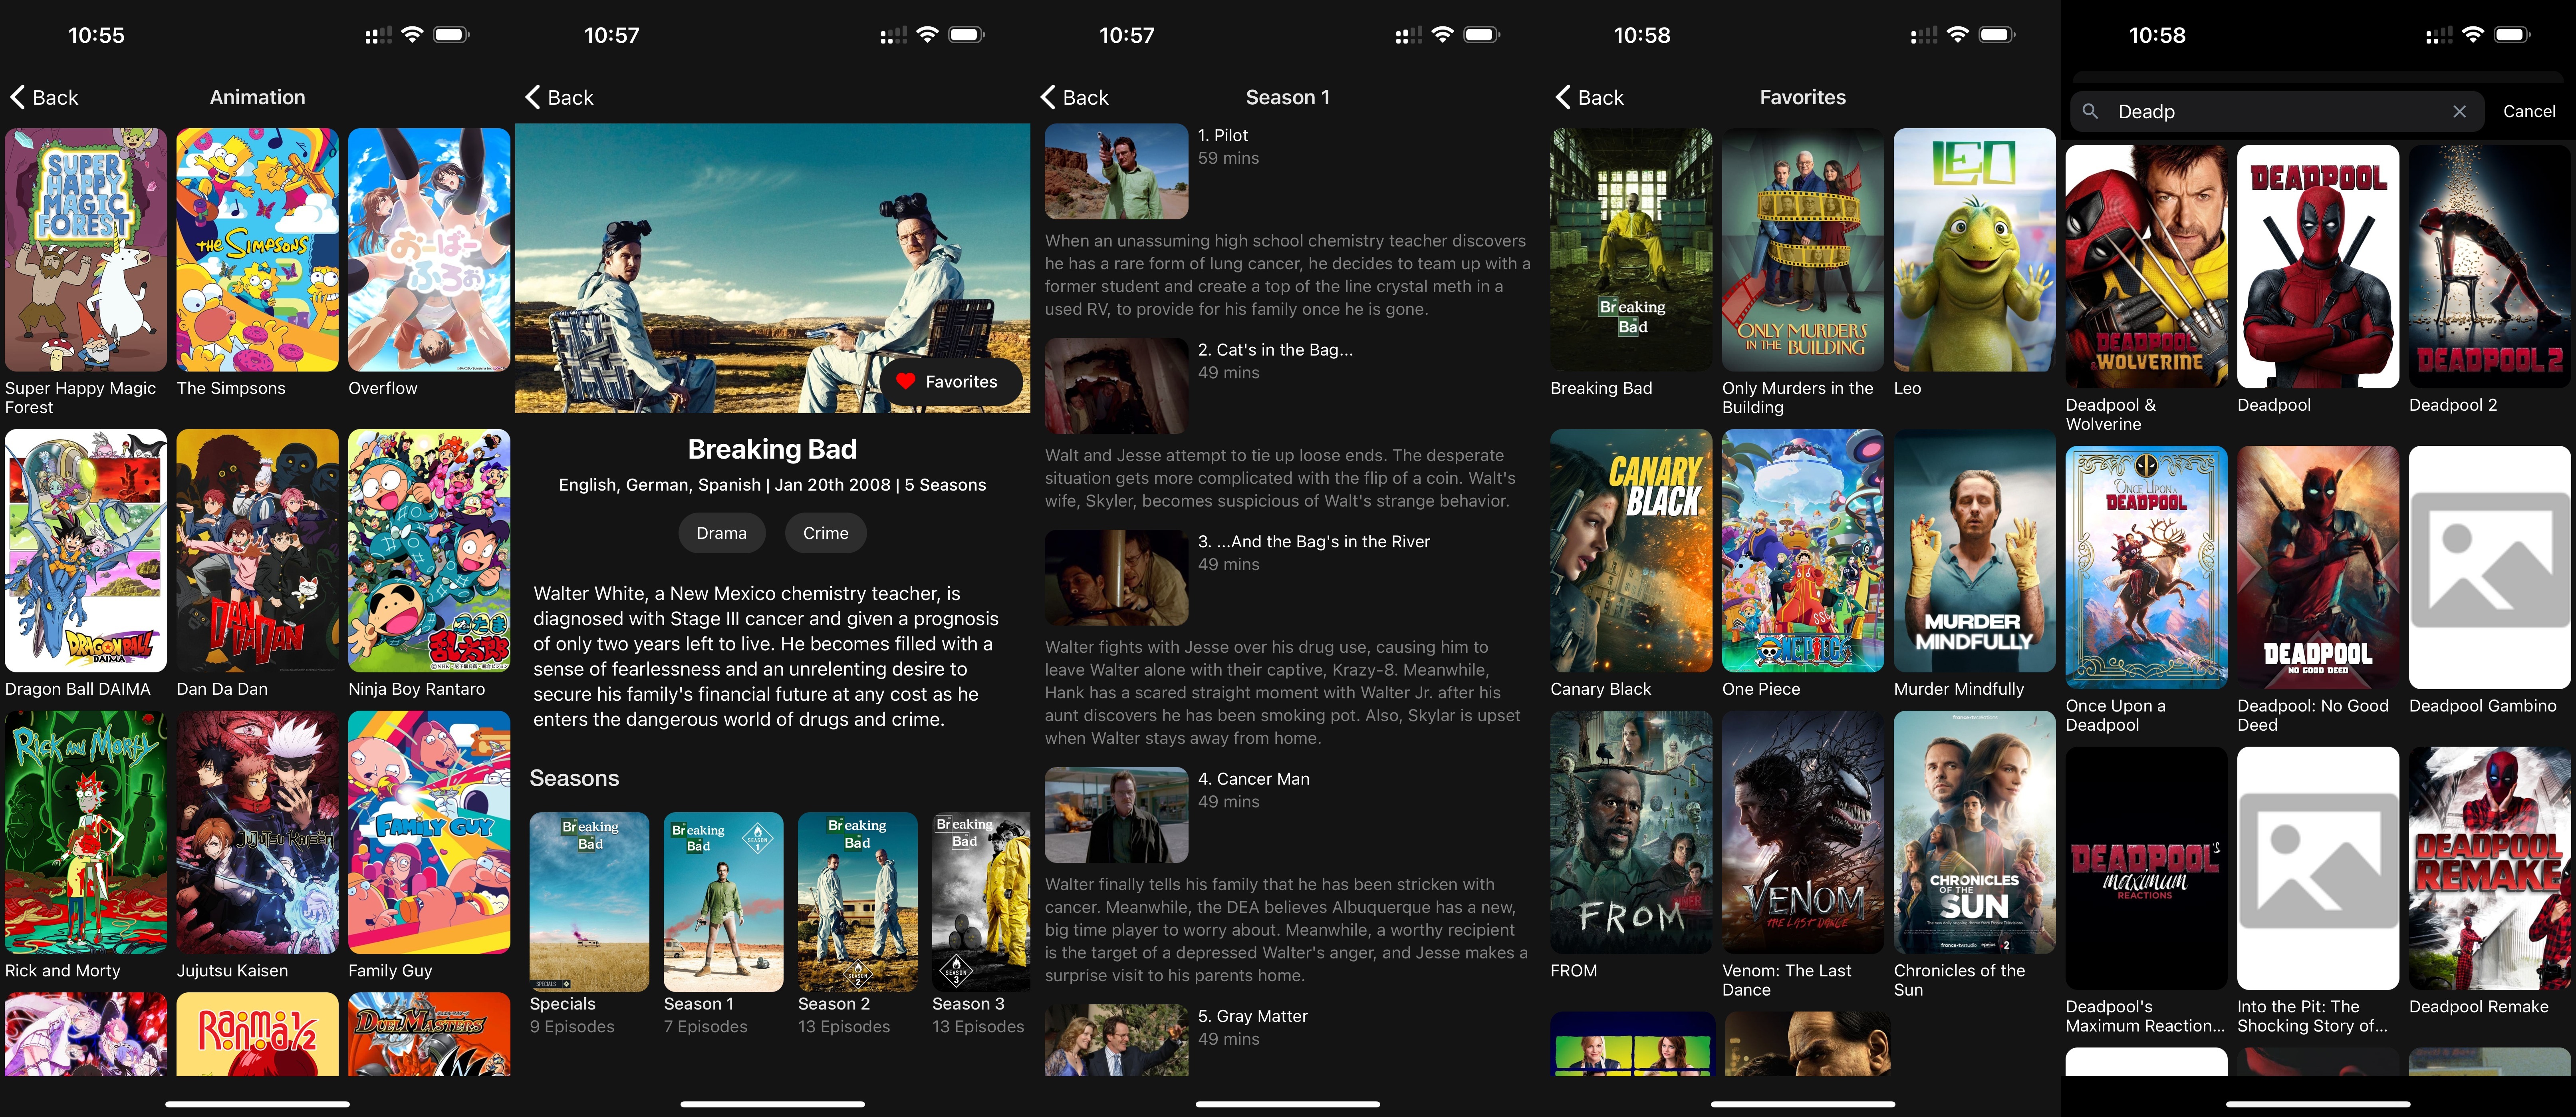 10:55
Back
Animation
SUPER
HAPPY
MAGIC
FOREST
Super Happy Magic
Forest
THE SIMPSONS
The Simpsons
おーばー
ふろぉ
Overflow
DRAGON BALL
DAIMA
Dragon Ball DAIMA
DAN
DA DAN
Dan Da Dan
忍たま
乱太郎
Ninja Boy Rantaro
RICK AND MORTY
Rick and Morty
JUJUTSU KAISEN
Jujutsu Kaisen
FAMILY GUY
Family Guy
Ranma1/2
DUEL MASTERS
10:57
Back
Favorites
Breaking Bad
English, German, Spanish | Jan 20th 2008 | 5 Seasons
Drama
Crime
Walter White, a New Mexico chemistry teacher, is
diagnosed with Stage III cancer and given a prognosis
of only two years left to live. He becomes filled with a
sense of fearlessness and an unrelenting desire to
secure his family's financial future at any cost as he
enters the dangerous world of drugs and crime.
Seasons
Breaking
Bad
SPECIALS
Specials
9 Episodes
Breaking
Bad
SEASON
1
Season 1
7 Episodes
Breaking
Bad
SEASON
2
Season 2
13 Episodes
Breaking
Bad
SEASON
3
Season 3
13 Episodes
10:57
Back
Season 1
1. Pilot
59 mins
When an unassuming high school chemistry teacher discovers
he has a rare form of lung cancer, he decides to team up with a
former student and create a top of the line crystal meth in a
used RV, to provide for his family once he is gone.
2. Cat's in the Bag...
49 mins
Walt and Jesse attempt to tie up loose ends. The desperate
situation gets more complicated with the flip of a coin. Walt's
wife, Skyler, becomes suspicious of Walt's strange behavior.
3. ...And the Bag's in the River
49 mins
Walter fights with Jesse over his drug use, causing him to
leave Walter alone with their captive, Krazy-8. Meanwhile,
Hank has a scared straight moment with Walter Jr. after his
aunt discovers he has been smoking pot. Also, Skylar is upset
when Walter stays away from home.
4. Cancer Man
49 mins
Walter finally tells his family that he has been stricken with
cancer. Meanwhile, the DEA believes Albuquerque has a new,
big time player to worry about. Meanwhile, a worthy recipient
is the target of a depressed Walter's anger, and Jesse makes a
surprise visit to his parents home.
5. Gray Matter
49 mins
10:58
Back
Favorites
Breaking
Bad
Breaking Bad
ONLY MURDERS
IN THE BUILDING
Only Murders in the
Building
LEO
Leo
CANARY
BLACK
Canary Black
ONE PIECE
One Piece
MURDER
MINDFULLY
Murder Mindfully
FROM
FROM
VENOM
THE LAST DANCE
Venom: The Last
Dance
CHRONICLES
OF THE
SUN
Chronicles of the
Sun
10:58
Deadp
Cancel
DEADPOOL
WOLVERINE
Deadpool &
Wolverine
DEADPOOL
Deadpool
DEADPOOL 2
Deadpool 2
ONCE UPON A
DEADPOOL
Once Upon a
Deadpool
DEADPOOL
NO GOOD DEED
Deadpool: No Good
Deed
Deadpool Gambino
DEADPOOL'S
maximum
REACTIONS
Deadpool's
Maximum Reaction...
Into the Pit: The
Shocking Story of...
DEADPOOL
REMAKE
Deadpool Remake